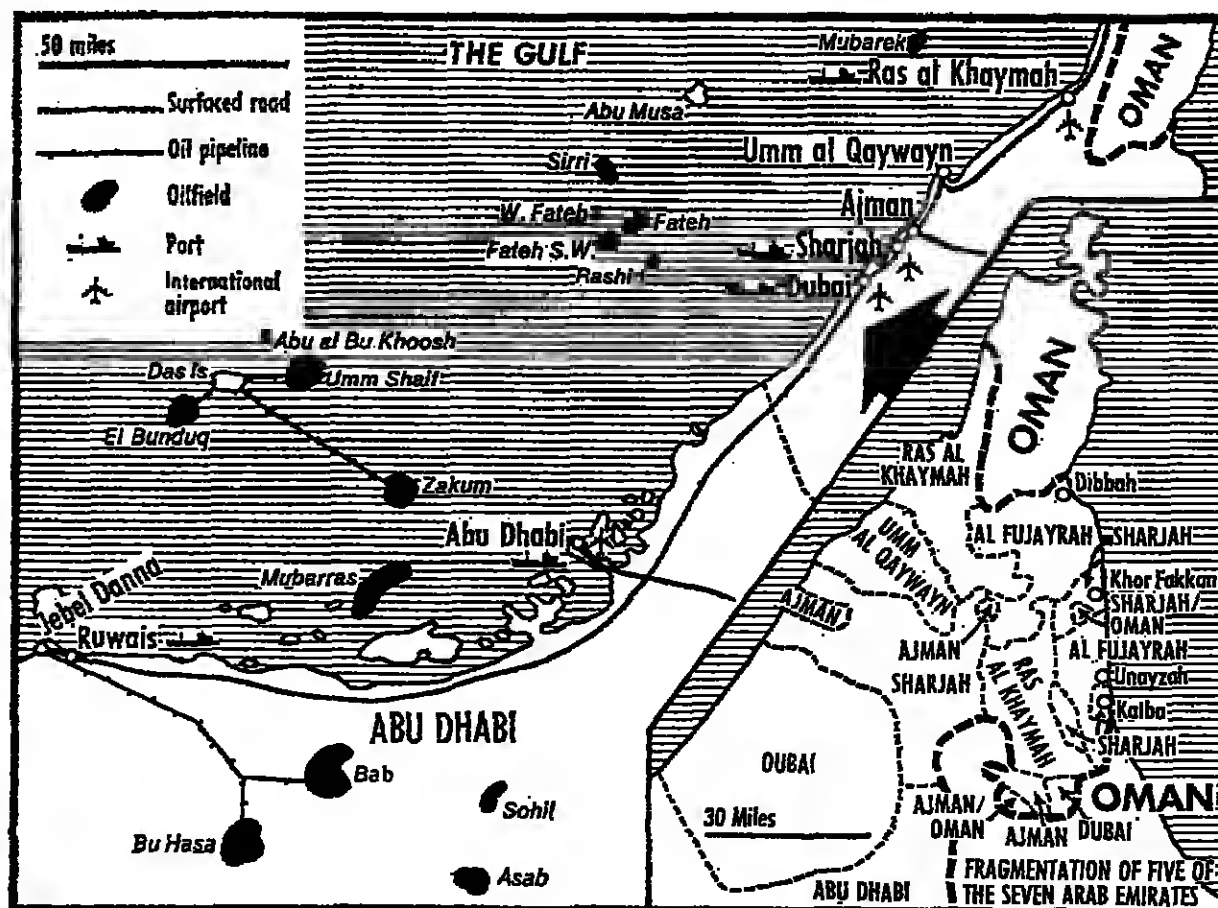 50 miles
Surfaced road
Oil pipeline
Oilfield
Port
International
airport
THE GULF
Mubarek
Ras al Khaymah
OMAN
Abu Musa
Umm al Qaywayn
Sirri
Ajman
W. Fateh
Fateh
Sharjah
Fateh S.W.
Rashi
Dubai
Abu al Bu Khoosh
Das Is
Umm Shaif
El Bunduq
Zakum
Abu Dhabi
Mubarras
Jebel Danna
Ruwais
ABU DHABI
Bab
Sohil
Bu Hasa
Asab
OMAN
RAS AL
KHAYMAH
Dibbah
UMM
AL QAYWAYN
AL FUJAYRAH
SHARJAH
Khor Fakkan
SHARJAH/
OMAN
AJMAN
AJMAN
AL FUJAYRAH
SHARJAH
RAS
AL KHAYMAH
Unayzah
Kalba
SHARJAH
DUBAI
OMAN
30 Miles
AJMAN/
OMAN
AJMAN
DUBAI
ABU DHABI
FRAGMENTATION OF FIVE OF
THE SEVEN ARAB EMIRATES